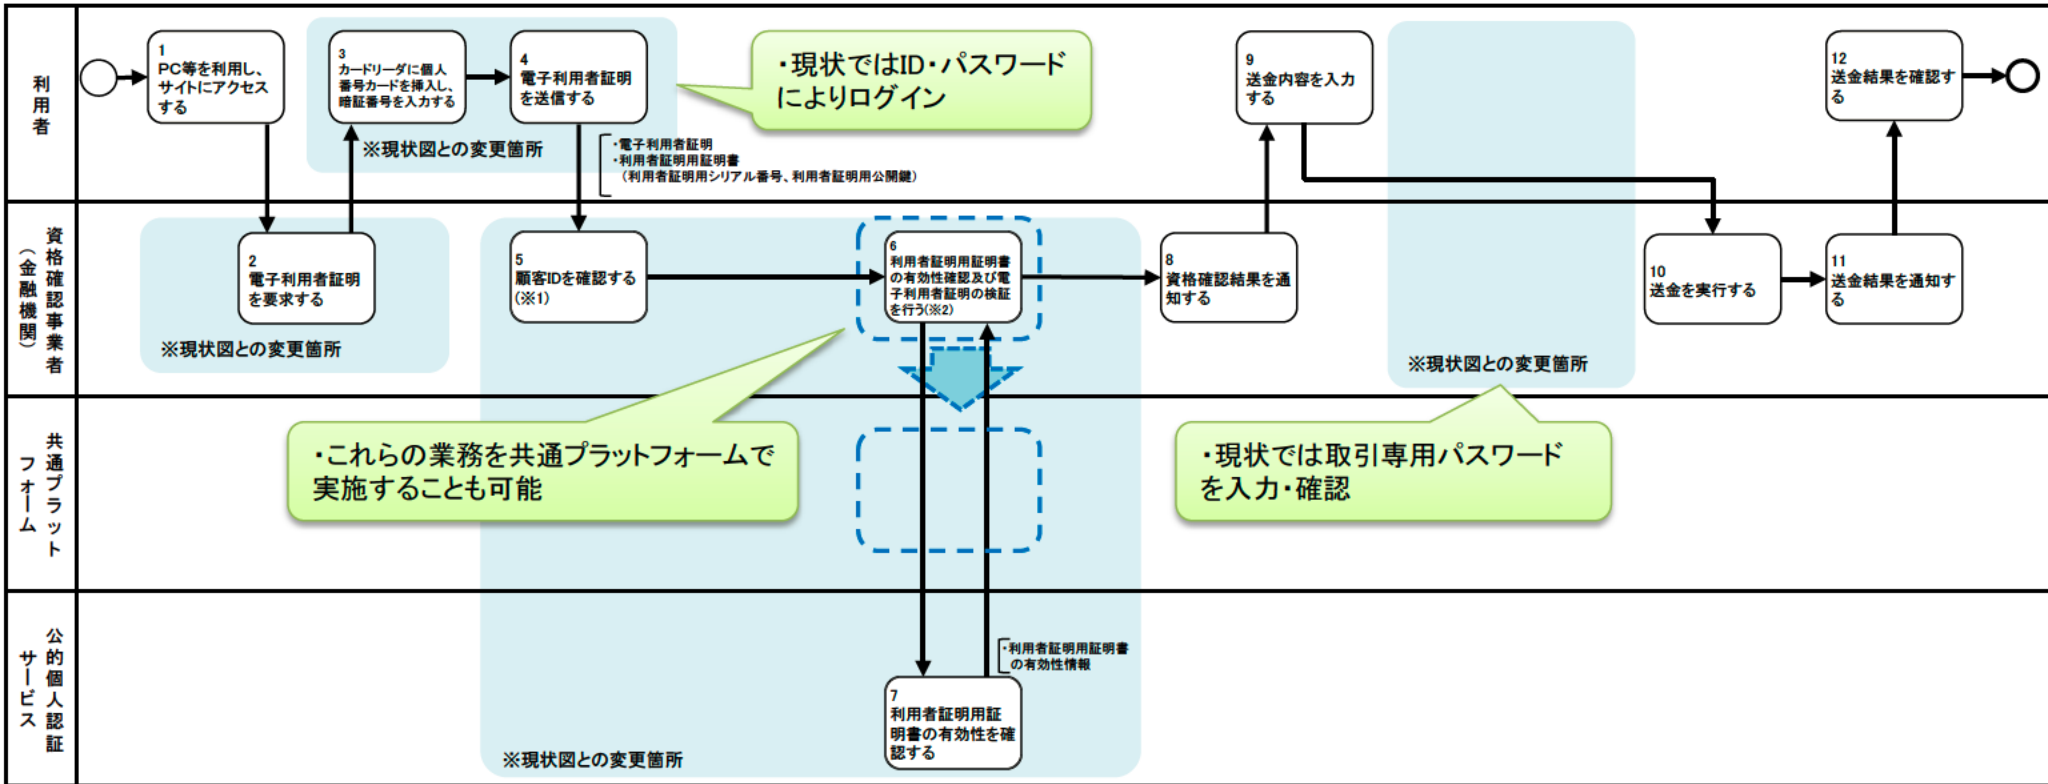 利用者
1
PC等を利用し、
サイトにアクセス
する
3
カードリーダに個人
番号カードを挿入し、
暗証番号を入力する
4
電子利用者証明
を送信する
※現状図との変更箇所
・現状ではID・パスワード
によりログイン
・電子利用者証明
・利用者証明用証明書
（利用者証明用シリアル番号、利用者証明用公開鍵）
9
送金内容を入力
する
12
送金結果を確認す
る
資格確認事業者
（金融機関）
2
電子利用者証明
を要求する
※現状図との変更箇所
5
顧客IDを確認する
(※1)
6
利用者証明用証明書
の有効性確認及び電
子利用者証明の検証
を行う(※2)
8
資格確認結果を通
知する
※現状図との変更箇所
10
送金を実行する
11
送金結果を通知す
る
共通プラット
フォーム
・これらの業務を共通プラットフォームで
実施することも可能
・現状では取引専用パスワード
を入力・確認
公的個人認証
サービス
・利用者証明用証明書
の有効性情報
7
利用者証明用証
明書の有効性を確
認する
※現状図との変更箇所